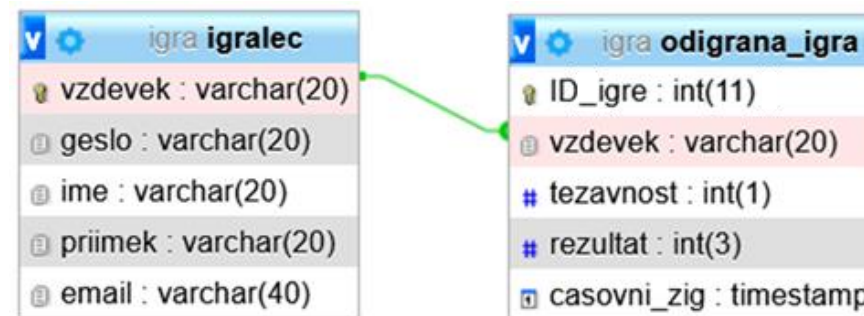 igra igralec
vzdevek : varchar(20)
geslo : varchar(20)
ime : varchar(20)
priimek : varchar(20)
email : varchar(40)
igra odigrana_igra
ID_igre : int(11)
vzdevek : varchar(20)
# tezavnost : int(1)
# rezultat : int(3)
casovni_zig : timestamp